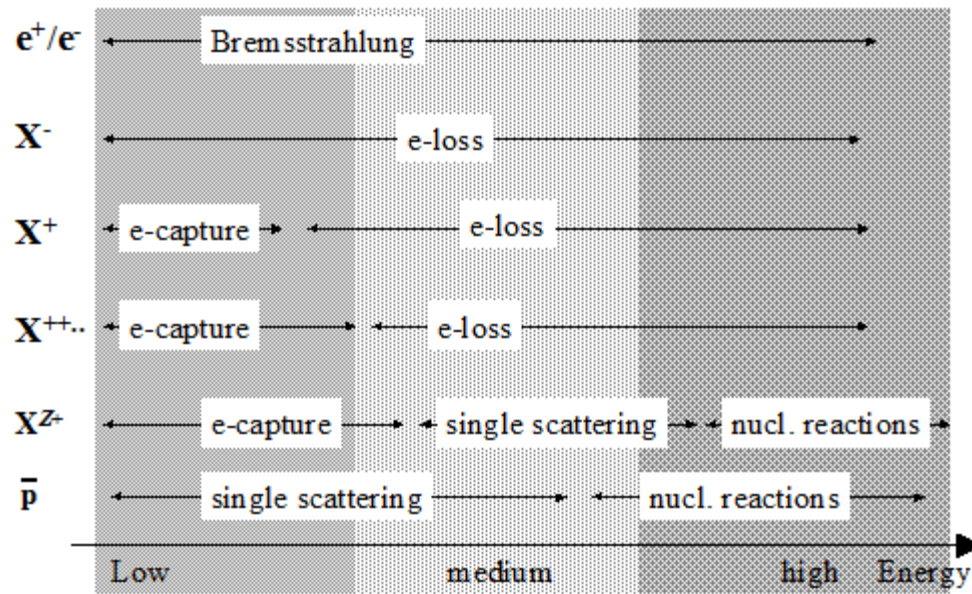 e⁺/e⁻ Bremsstrahlung
X⁻ e-loss
X⁺ e-capture e-loss
X⁺⁺·· e-capture e-loss
Xᶻ⁺ e-capture single scattering nucl. reactions
p̅ single scattering nucl. reactions
Low medium high Energy